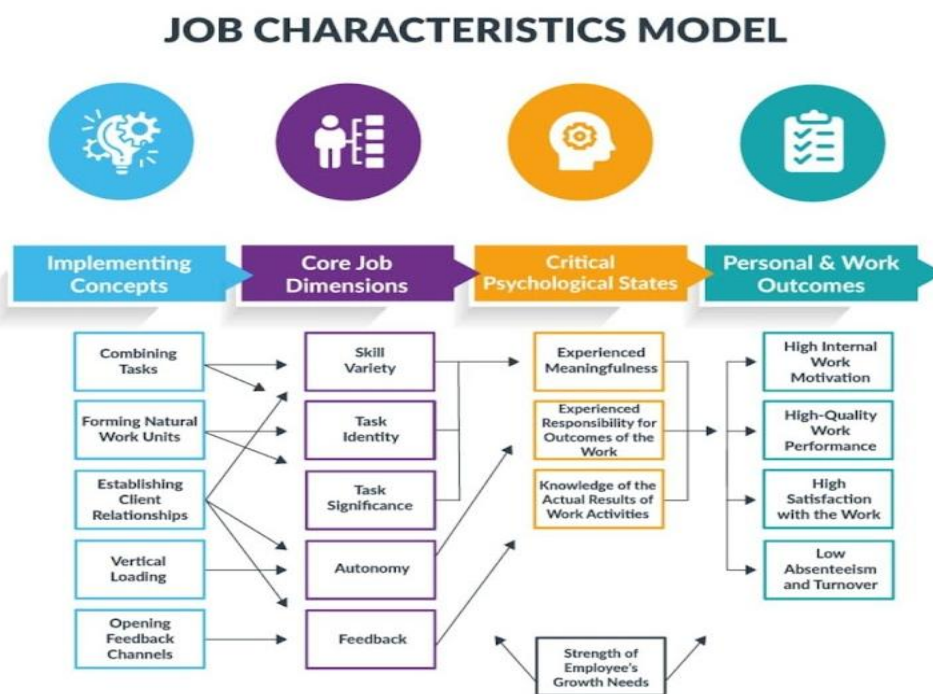 JOB CHARACTERISTICS MODEL
Implementing
Concepts
Core Job
Dimensions
Critical
Psychological States
Personal & Work
Outcomes
Combining
Tasks
Forming Natural
Work Units
Establishing
Client
Relationships
Vertical
Loading
Opening
Feedback
Channels
Skill
Variety
Task
Identity
Task
Significance
Autonomy
Feedback
Experienced
Meaningfulness
Experienced
Responsibility for
Outcomes of the
Work
Knowledge of the
Actual Results of
Work Activities
High Internal
Work
Motivation
High-Quality
Work
Performance
High
Satisfaction
with the Work
Low
Absenteeism
and Turnover
Strength of
Employee's
Growth Needs